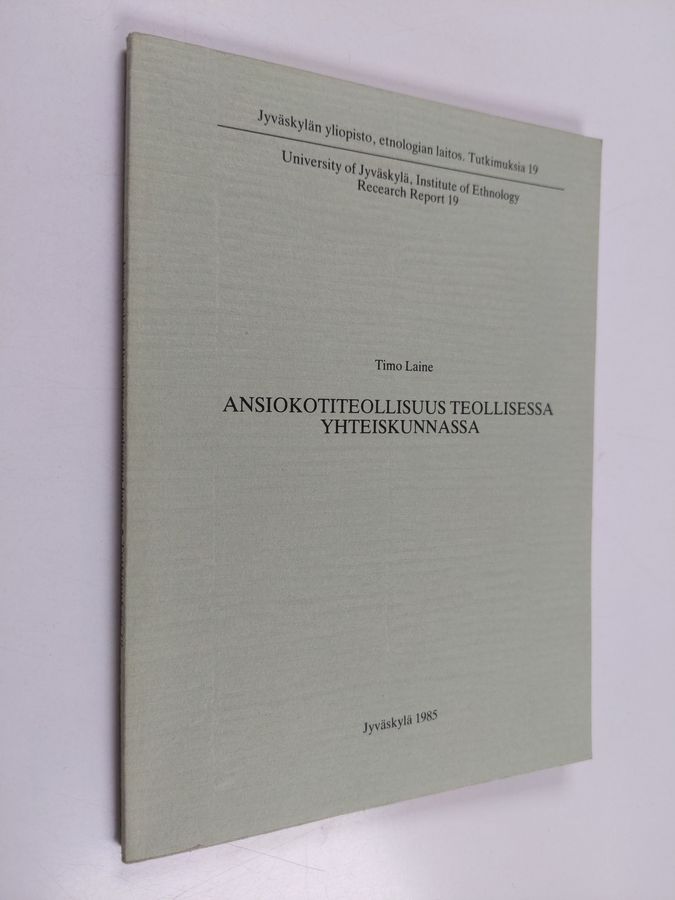 Jyväskylän yliopisto, etnologian laitos. Tutkimuksia 19
University of Jyväskylä, Institute of Ethnology
Recearch Report 19
Timo Laine
ANSIOKOTITEOLLISUUS TEOLLISESSA
YHTEISKUNNASSA
Jyväskylä 1985